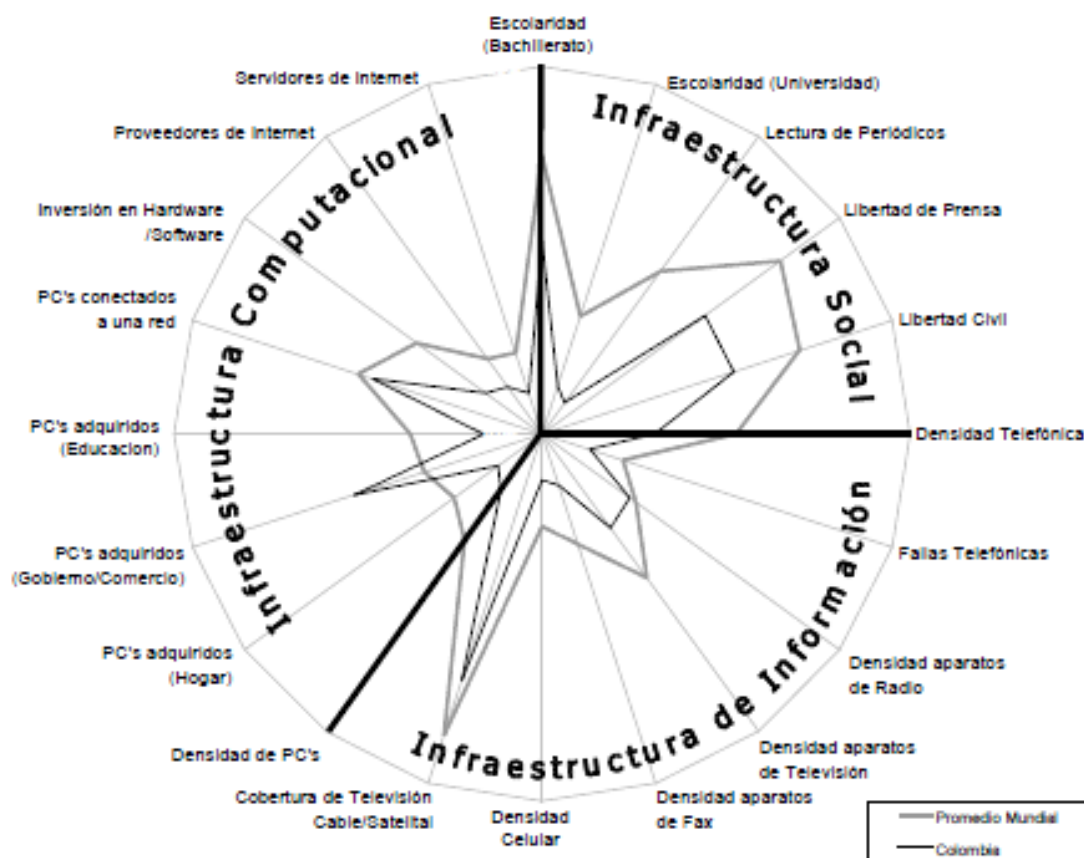 Escolaridad
(Bachillerato)
Escolaridad (Universidad)
Lectura de Periódicos
Libertad de Prensa
Libertad Civil
Densidad Telefónica
Fallas Telefónicas
Densidad aparatos
de Radio
Densidad aparatos
de Televisión
Densidad aparatos
de Fax
Densidad
Celular
Cobertura de Televisión
Cable/Satelital
Densidad de PC's
PC's adquiridos
(Hogar)
PC's adquiridos
(Gobierno/Comercio)
PC's adquiridos
(Educacion)
PC's conectados
a una red
Inversión en Hardware
/Software
Proveedores de Internet
Servidores de Internet
Infraestructura Social
Infraestructura de Información
Infraestructura Computacional
Promedio Mundial
Colombia